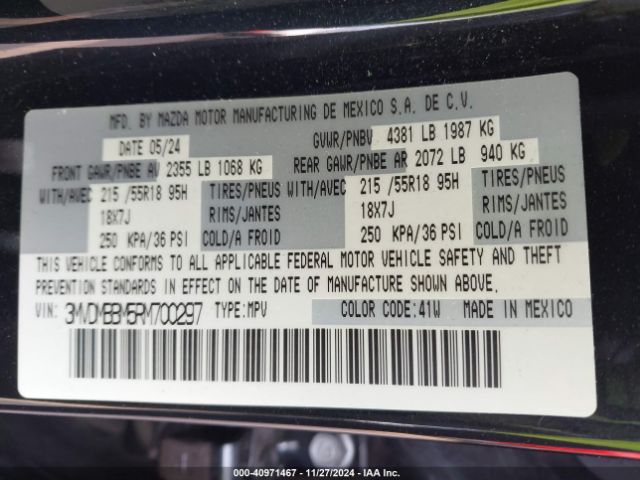 MFD. BY MAZDA MOTOR MANUFACTURING DE MEXICO S.A. DE C.V.
DATE 05/24 GVWR/PNBV 4381 LB 1987 KG
FRONT GAWR/PNBE AV 2355 LB 1068 KG REAR GAWR/PNBE AR 2072 LB 940 KG
WITH/AVEC 215 /55R18 95H TIRES/PNEUS WITH/AVEC 215 /55R18 95H TIRES/PNEUS
18X7J RIMS/JANTES 18X7J RIMS/JANTES
250 KPA/36 PSI COLD/A FROID 250 KPA/36 PSI COLD/A FROID
THIS VEHICLE CONFORMS TO ALL APPLICABLE FEDERAL MOTOR VEHICLE SAFETY AND THEFT
PREVENTION STANDARDS IN EFFECT ON THE DATE OF MANUFACTURE SHOWN ABOVE.
VIN: 3MVDMBBM5RM700297 TYPE:MPV COLOR CODE:41W MADE IN MEXICO
000-40971467 - 11/27/2024 - IAA Inc.